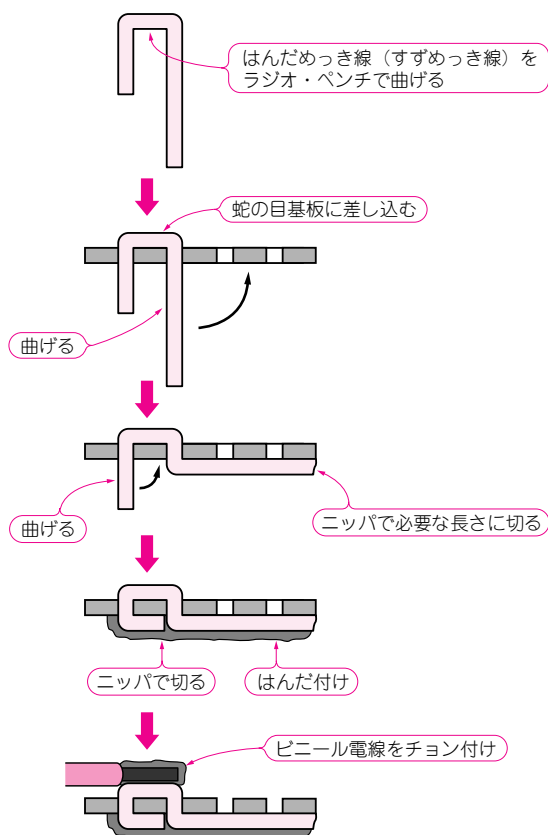 はんだめっき線（すずめっき線）を
ラジオ・ペンチで曲げる
蛇の目基板に差し込む
曲げる
曲げる
ニッパで必要な長さに切る
ニッパで切る
はんだ付け
ビニール電線をチョン付け